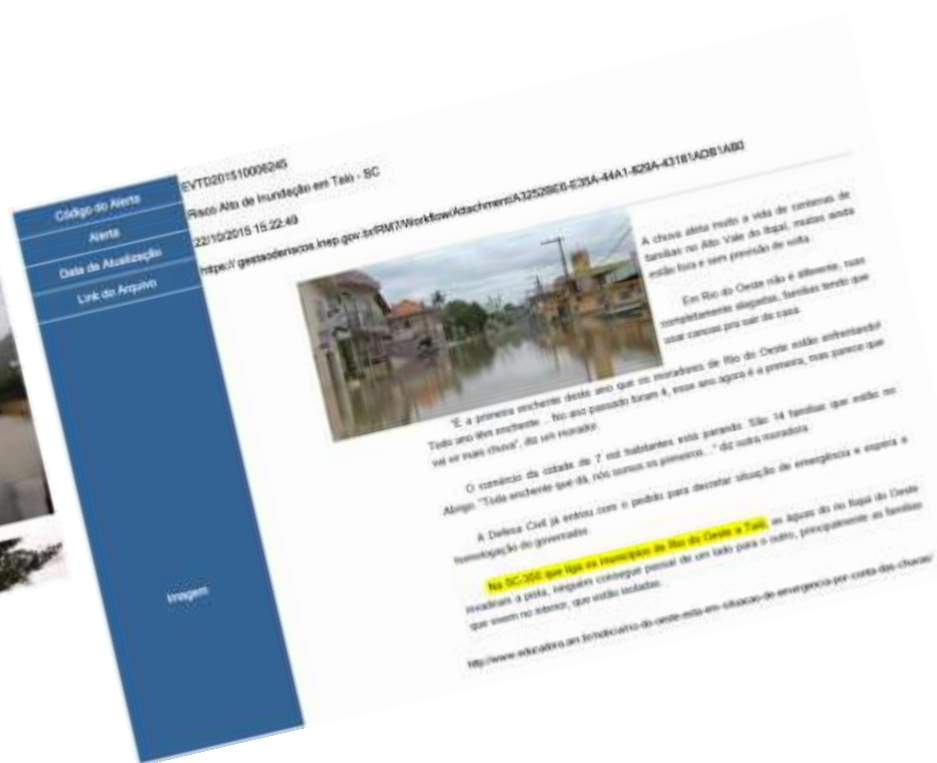 Código do Alerta
EVTD201510006245
Alerta
Risco Alto de Inundação em Taió - SC
Data da Atualização
22/10/2015 15:22:49
Link do Arquivo
https:// gestaoderiscos.inep.gov.br/RM7/Workflow/Attachment/
Imagem
A chuva afeta muito a vida de centenas de
famílias no Alto Vale do Itajaí, muitas ainda
estão fora e sem previsão de volta.
Em Rio do Oeste não é diferente, ruas
completamente alagadas, famílias tendo que
usar canoas pra sair de casa.
"É a primeira enchente deste ano que os moradores de Rio do Oeste estão enfrentando!
Todo ano têm enchente... No ano passado foram 4, esse ano agora é a primeira, mas parece que
vai vir mais chuva", diz um morador.
O comércio da cidade de 7 mil habitantes está parando. São 14 famílias que estão no
Abrigo. "Toda enchente que dá, nós somos os primeiros..." diz outra moradora.
A Defesa Civil já entrou com o pedido para decretar situação de emergência e espera a
homologação do governador.
Na SC-350 que liga os municípios de Rio do Oeste a Taió, as águas do rio Itajaí do Oeste
invadiram a pista, ninguém consegue passar de um lado para o outro, principalmente as famílias
que vivem no interior, que estão isoladas.
http://www.educadora.am.br/noticia/rio-do-oeste-esta-em-situacao-de-emergencia-por-conta-das-chuvas/